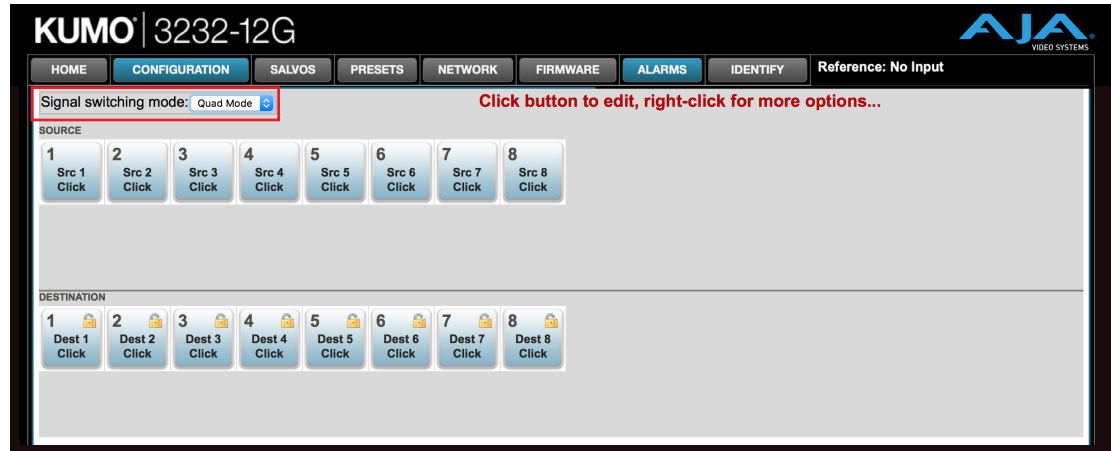 KUMO® 3232-12G
AJA® VIDEO SYSTEMS
HOME CONFIGURATION SALVOS PRESETS NETWORK FIRMWARE ALARMS IDENTIFY Reference: No Input
Signal switching mode: Quad Mode Click button to edit, right-click for more options...
SOURCE
1 2 3 4 5 6 7 8
Src 1 Src 2 Src 3 Src 4 Src 5 Src 6 Src 7 Src 8
Click Click Click Click Click Click Click Click
DESTINATION
1 2 3 4 5 6 7 8
Dest 1 Dest 2 Dest 3 Dest 4 Dest 5 Dest 6 Dest 7 Dest 8
Click Click Click Click Click Click Click Click